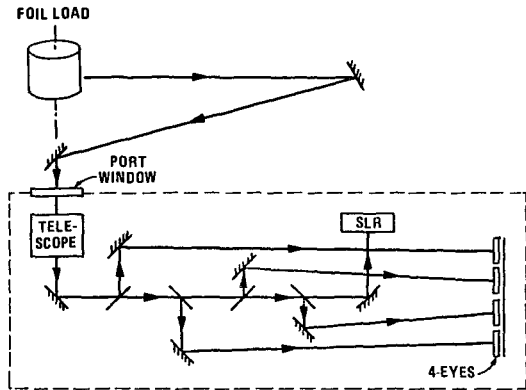 FOIL LOAD
PORT
WINDOW
TELE-
SCOPE
SLR
4-EYES